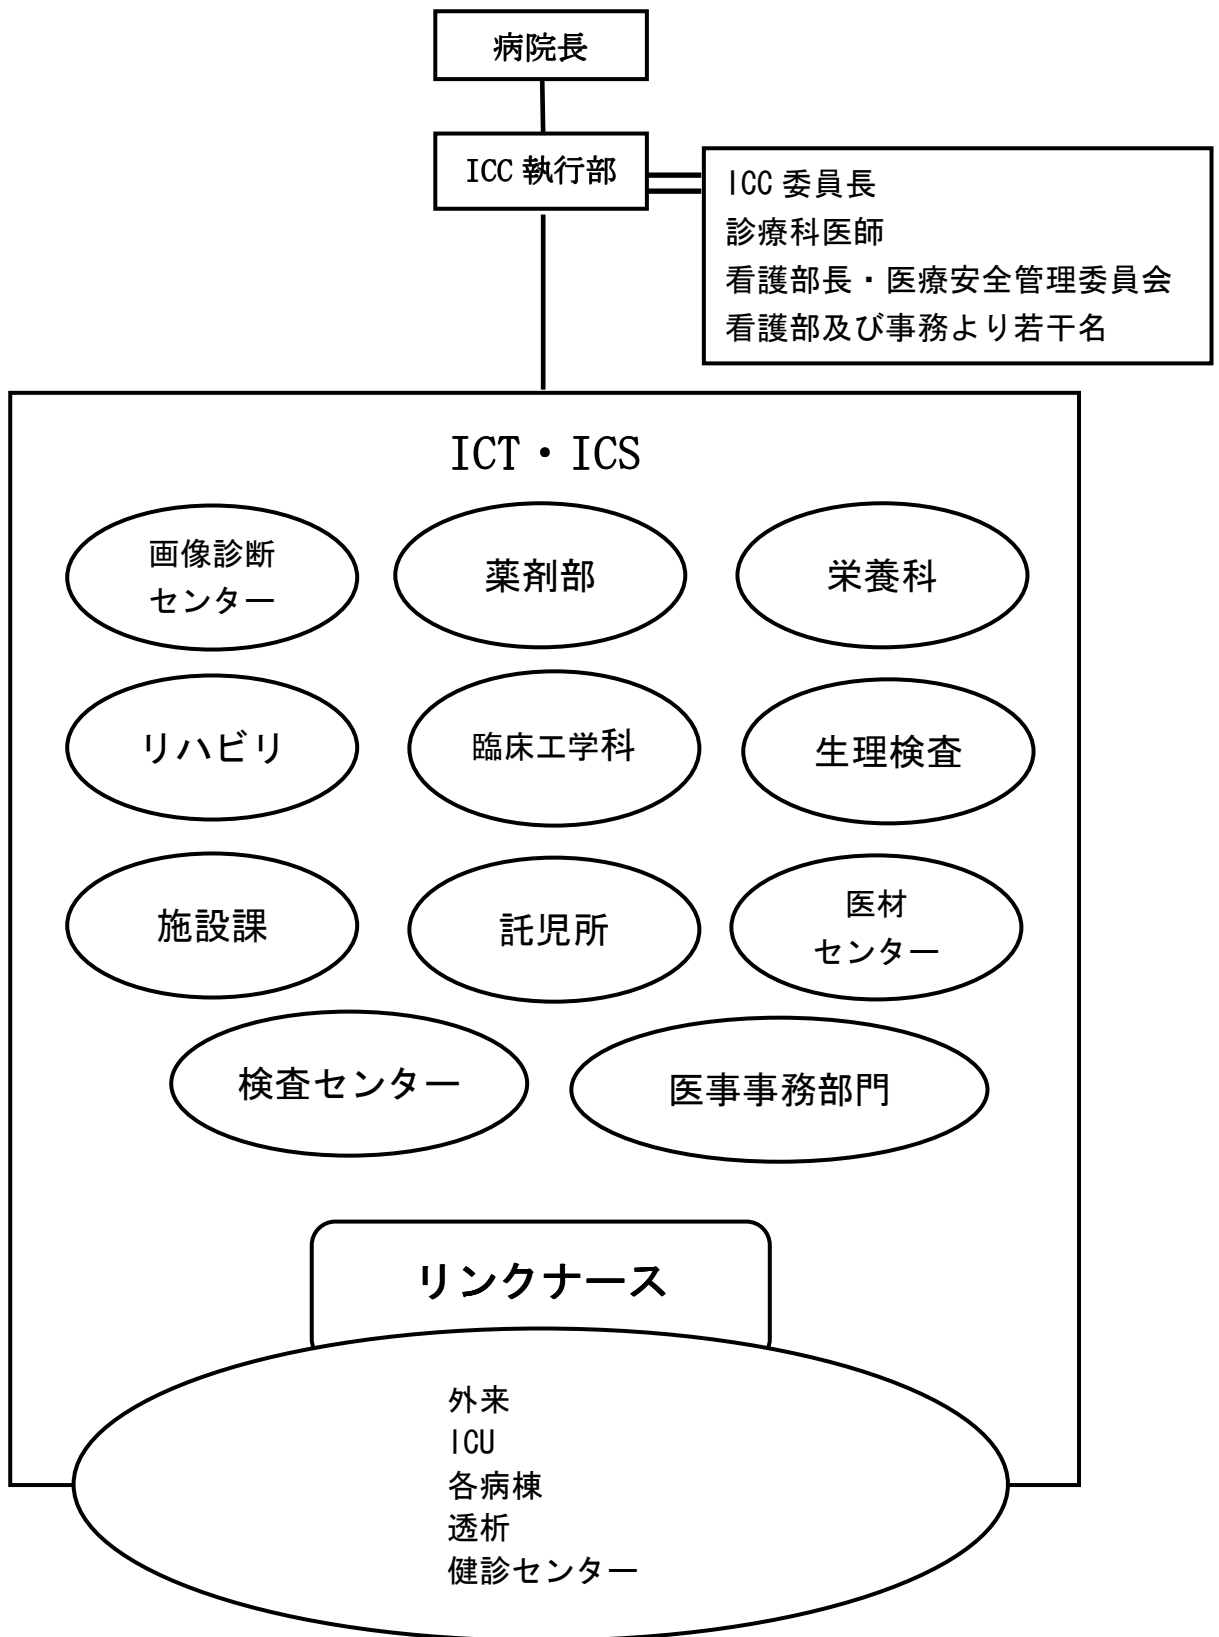 病院長
ICC 執行部
ICC 委員長
診療科医師
看護部長・医療安全管理委員会
看護部及び事務より若干名
ICT・ICS
画像診断
センター
薬剤部
栄養科
リハビリ
臨床工学科
生理検査
施設課
託児所
医材
センター
検査センター
医事事務部門
リンクナース
外来
ICU
各病棟
透析
健診センター